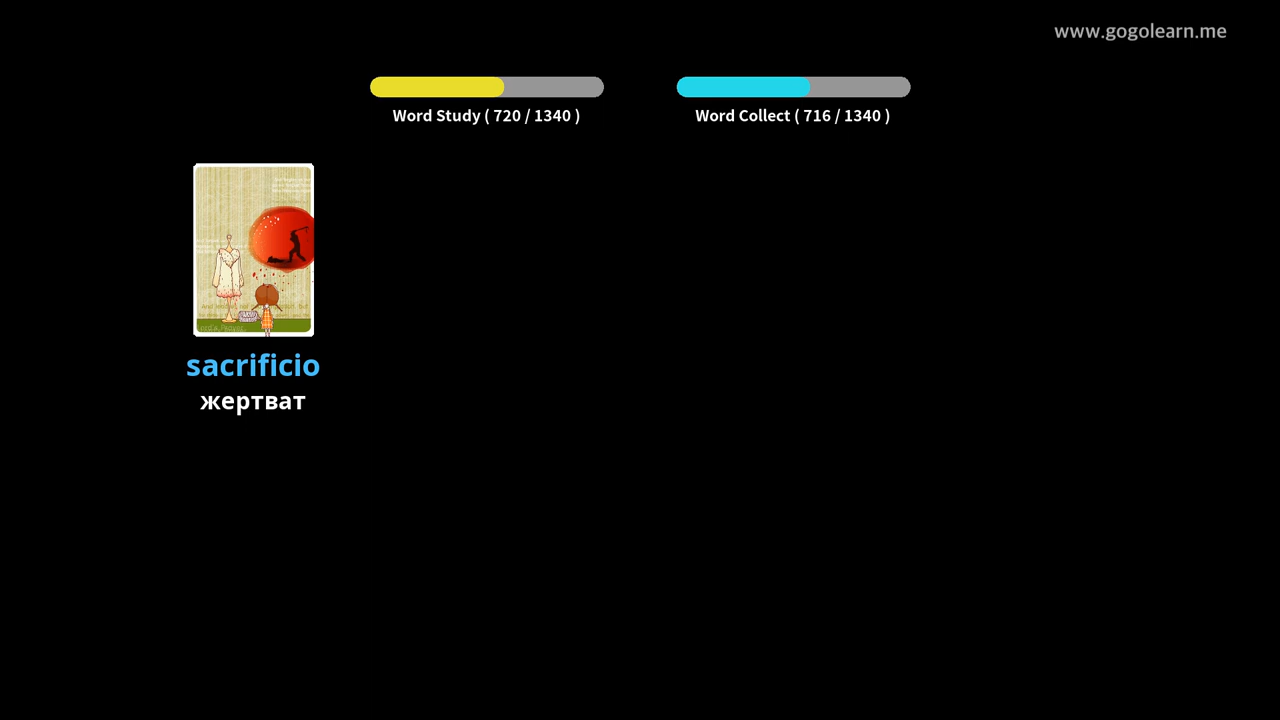 www.gogolearn.me
Word Study ( 720 / 1340 )
Word Collect ( 716 / 1340 )
sacrificio
жертват